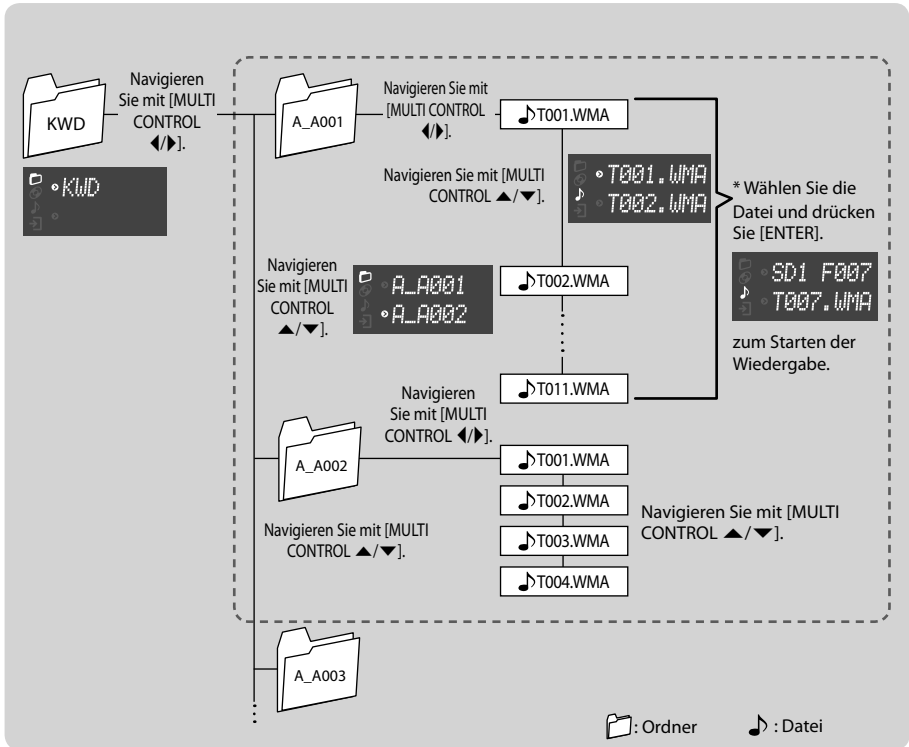 KWD
Navigieren
Sie mit [MULTI
CONTROL
◀/▶].
KWD
A_A001
Navigieren Sie mit
[MULTI CONTROL
◀/▶].
T001.WMA
Navigieren Sie mit [MULTI
CONTROL ▲/▼].
T001.WMA
T002.WMA
* Wählen Sie die
Datei und drücken
Sie [ENTER].
SD1 F007
T007.WMA
zum Starten der
Wiedergabe.
Navigieren
Sie mit [MULTI
CONTROL
▲/▼].
A_A001
A_A002
T002.WMA
T011.WMA
Navigieren
Sie mit [MULTI
CONTROL ◀/▶].
A_A002
T001.WMA
T002.WMA
T003.WMA
T004.WMA
Navigieren Sie mit [MULTI
CONTROL ▲/▼].
Navigieren Sie mit [MULTI
CONTROL ▲/▼].
A_A003
: Ordner
: Datei